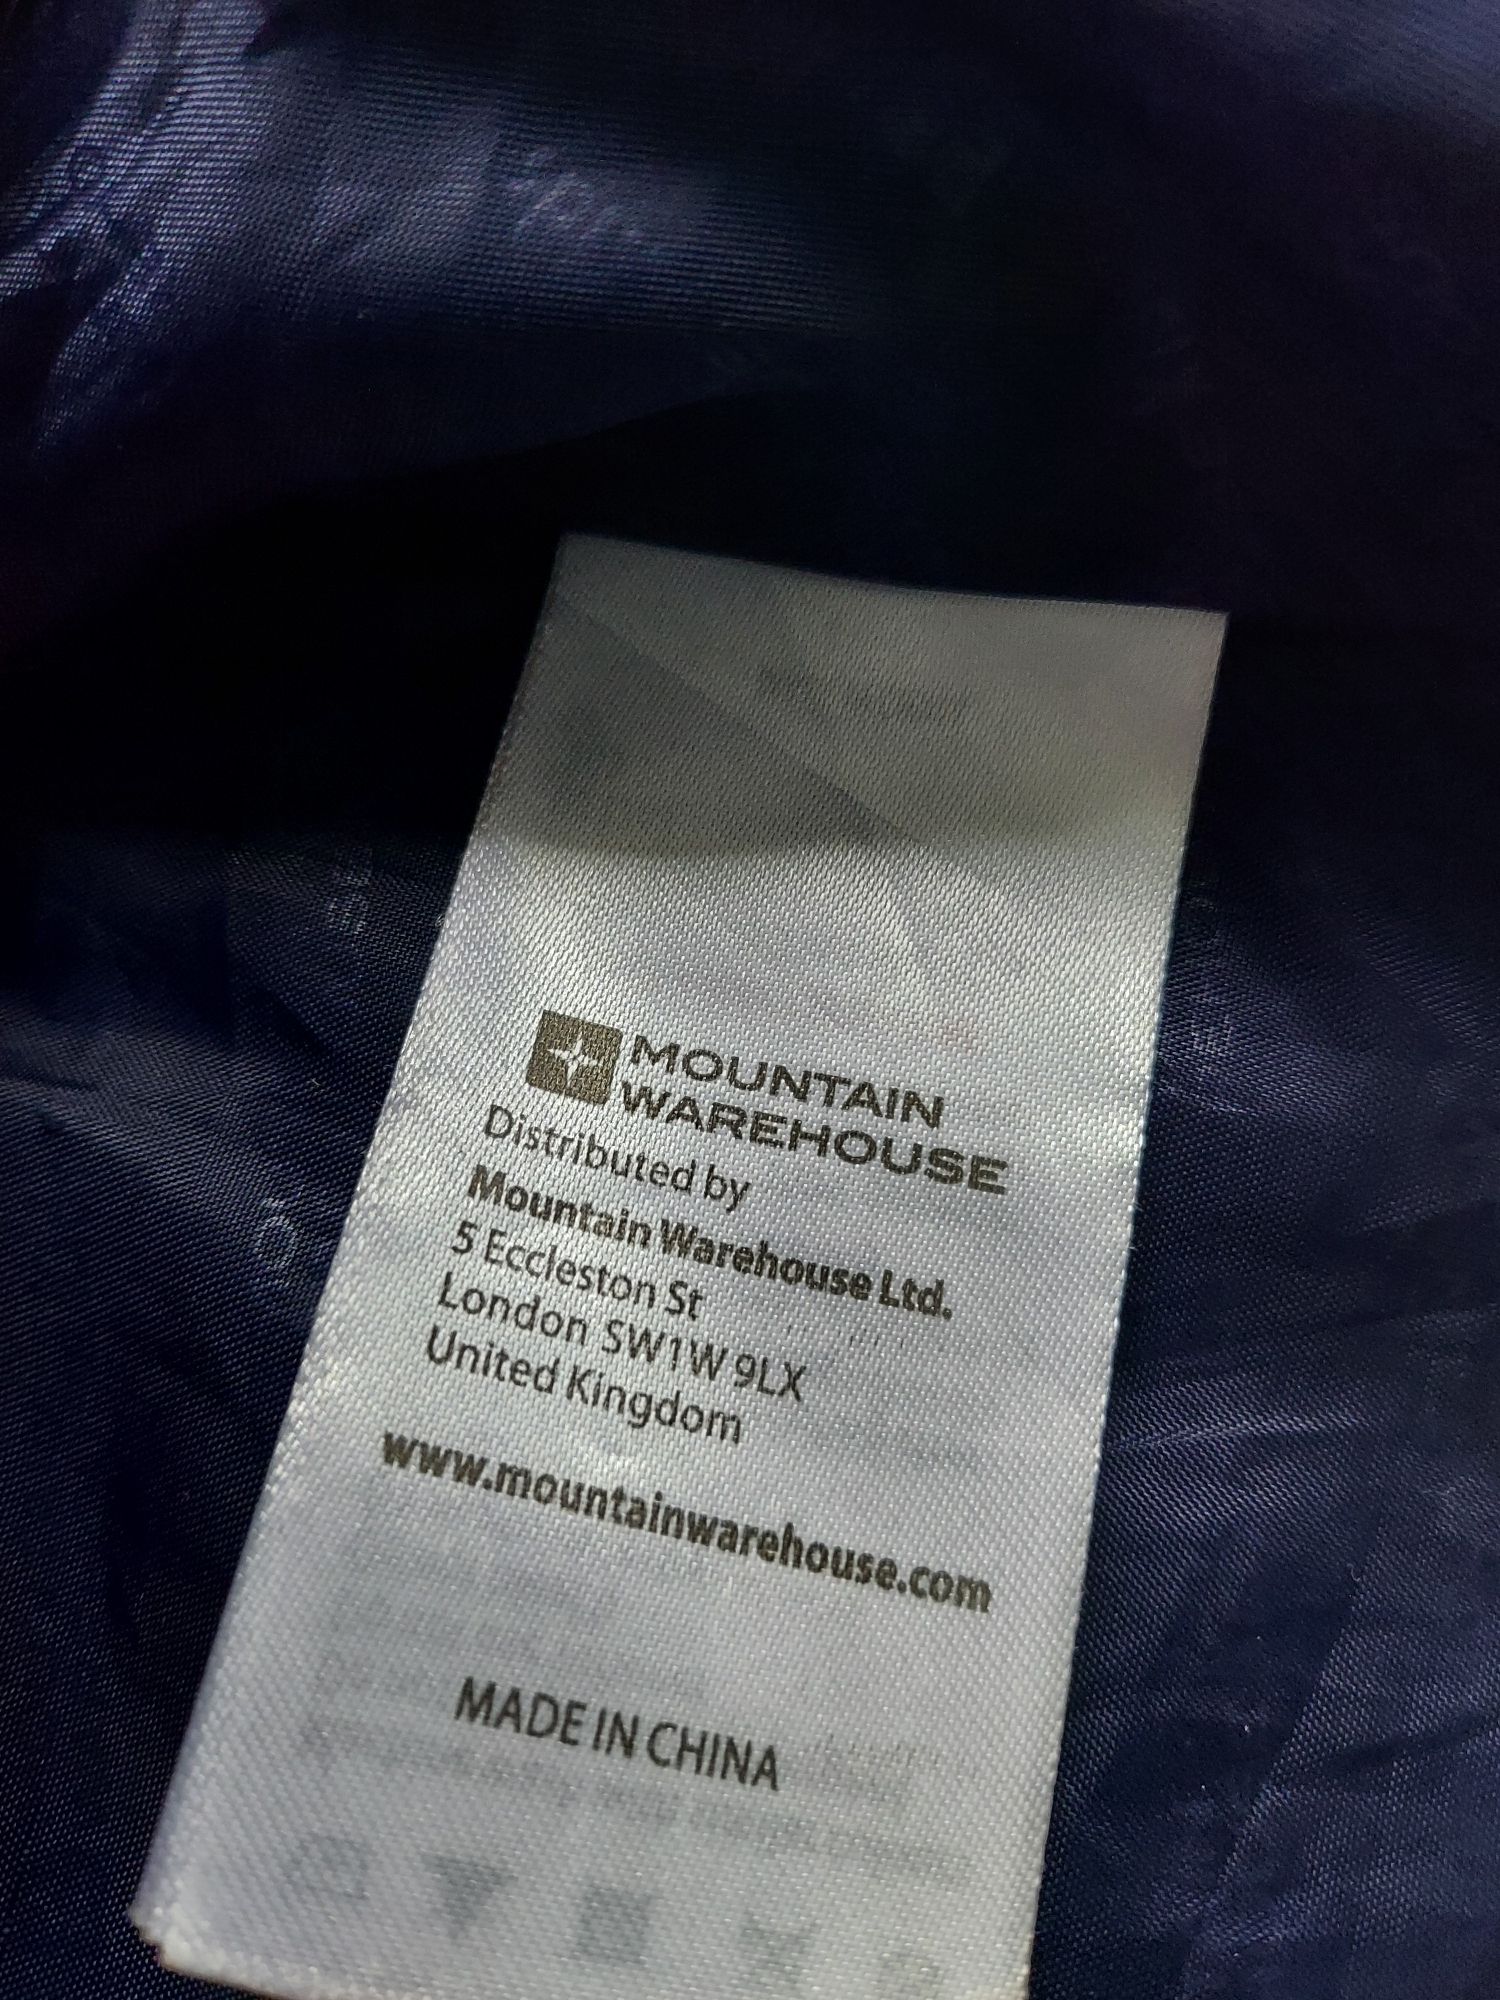 MOUNTAIN
WAREHOUSE
Distributed by
Mountain Warehouse Ltd.
5 Eccleston St
London SW1W 9LX
United Kingdom
www.mountainwarehouse.com
MADE IN CHINA